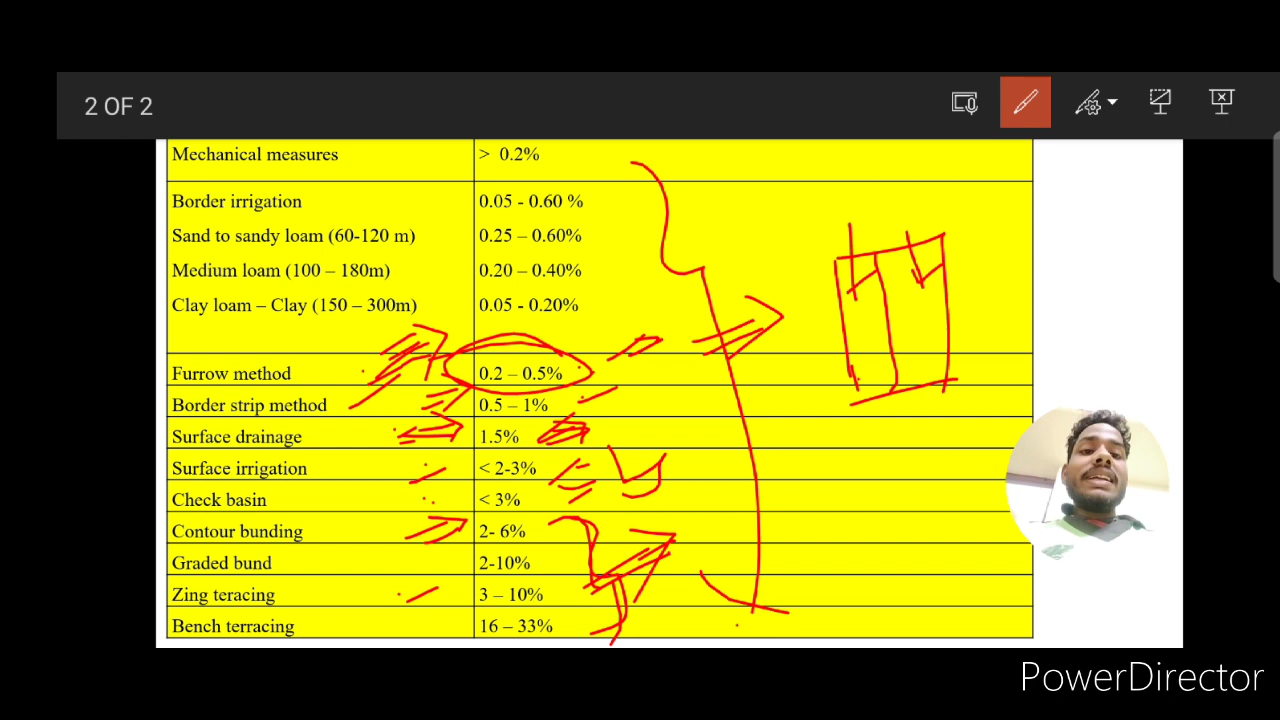 2 OF 2
Mechanical measures > 0.2%
Border irrigation 0.05 - 0.60 %
Sand to sandy loam (60-120 m) 0.25 – 0.60%
Medium loam (100 – 180m) 0.20 – 0.40%
Clay loam – Clay (150 – 300m) 0.05 - 0.20%
Furrow method 0.2 – 0.5%
Border strip method 0.5 – 1%
Surface drainage 1.5%
Surface irrigation < 2-3%
Check basin < 3%
Contour bunding 2- 6%
Graded bund 2-10%
Zing teracing 3 – 10%
Bench terracing 16 – 33%
PowerDirector